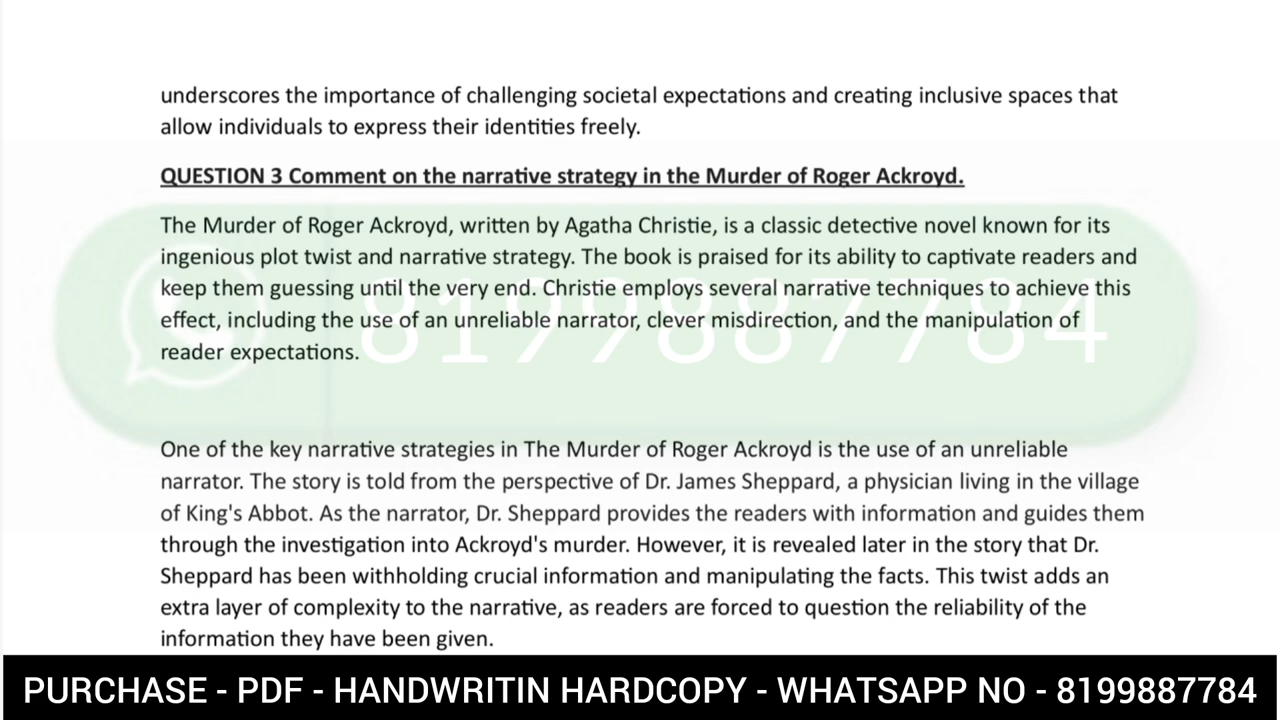 underscores the importance of challenging societal expectations and creating inclusive spaces that
allow individuals to express their identities freely.
QUESTION 3 Comment on the narrative strategy in the Murder of Roger Ackroyd.
The Murder of Roger Ackroyd, written by Agatha Christie, is a classic detective novel known for its
ingenious plot twist and narrative strategy. The book is praised for its ability to captivate readers and
keep them guessing until the very end. Christie employs several narrative techniques to achieve this
effect, including the use of an unreliable narrator, clever misdirection, and the manipulation of
reader expectations.
8199887784
One of the key narrative strategies in The Murder of Roger Ackroyd is the use of an unreliable
narrator. The story is told from the perspective of Dr. James Sheppard, a physician living in the village
of King's Abbot. As the narrator, Dr. Sheppard provides the readers with information and guides them
through the investigation into Ackroyd's murder. However, it is revealed later in the story that Dr.
Sheppard has been withholding crucial information and manipulating the facts. This twist adds an
extra layer of complexity to the narrative, as readers are forced to question the reliability of the
information they have been given.
PURCHASE - PDF - HANDWRITIN HARDCOPY - WHATSAPP NO - 8199887784